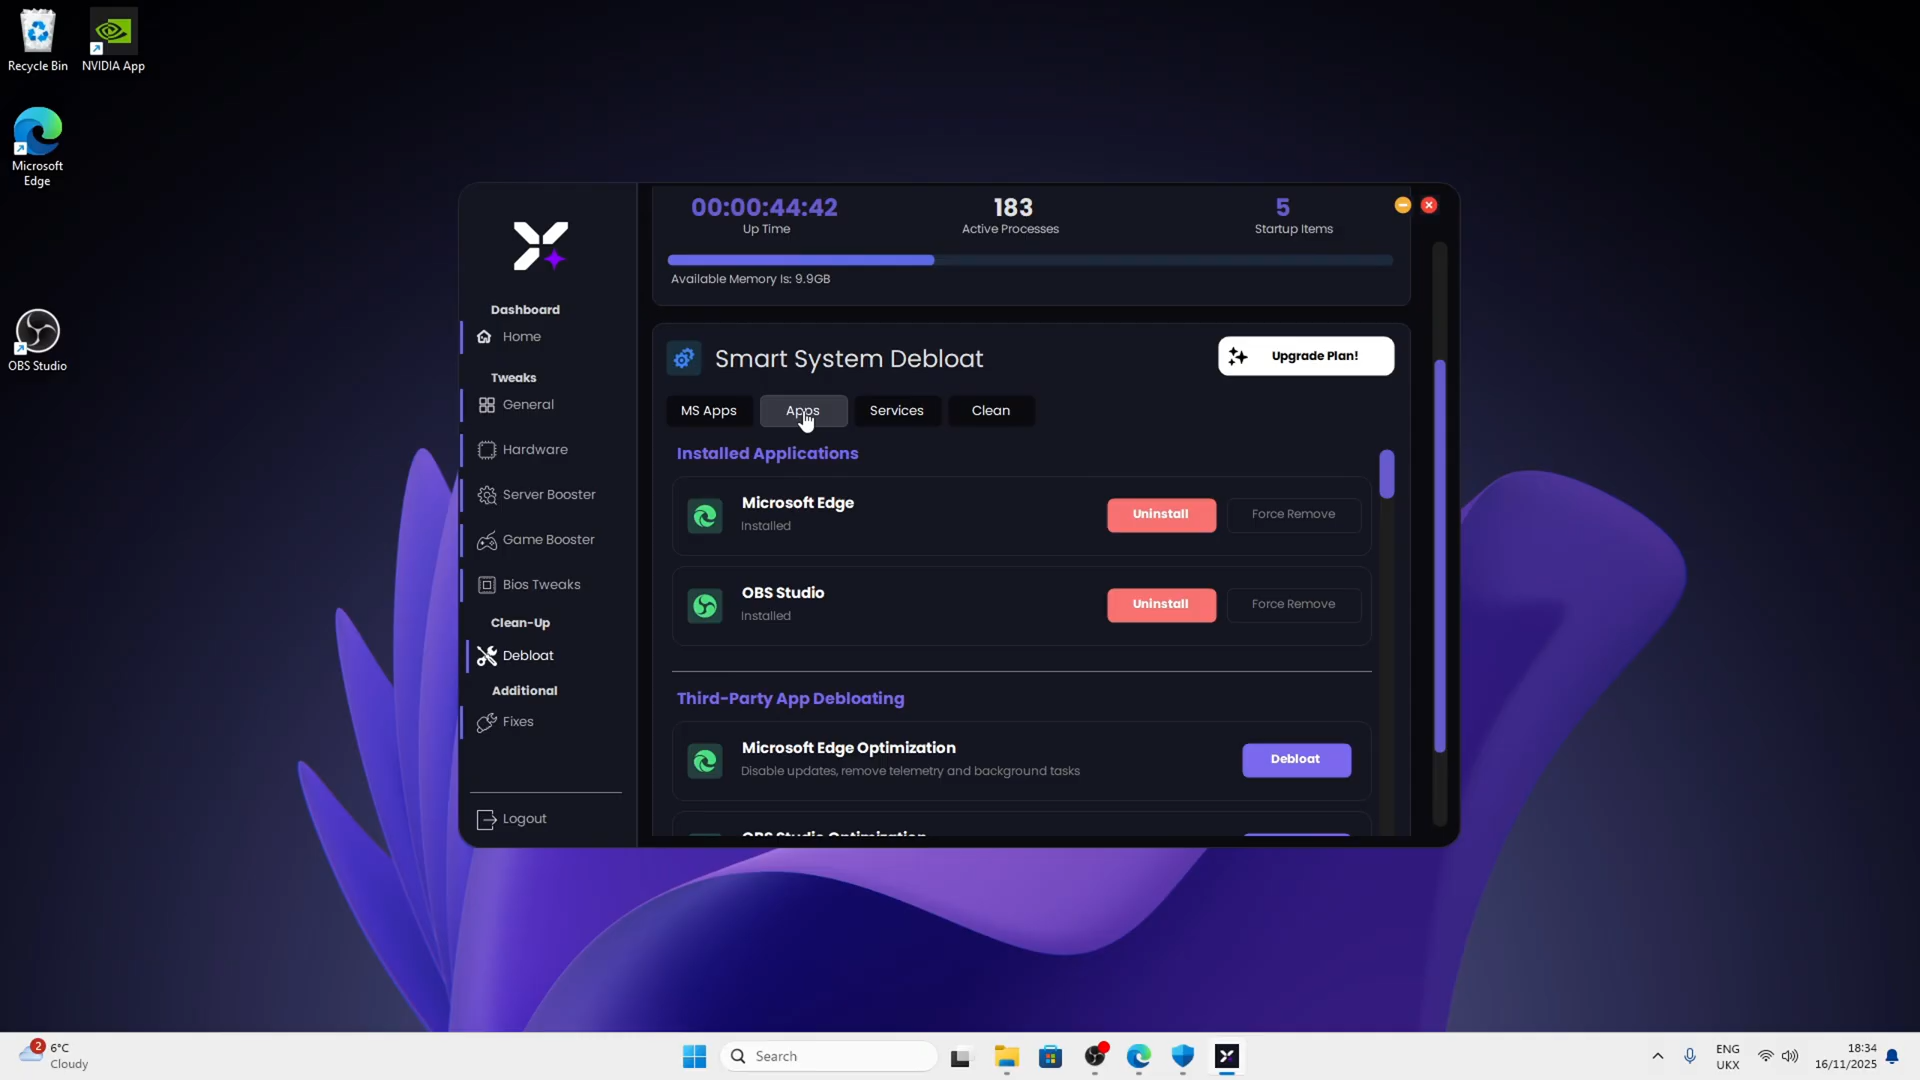 Recycle Bin
NVIDIA App
Microsoft
Edge
OBS Studio
Dashboard
Home
Tweaks
General
Hardware
Server Booster
Game Booster
Bios Tweaks
Clean-Up
Debloat
Additional
Fixes
Logout
00:00:44:42
Up Time
183
Active Processes
5
Startup Items
Available Memory Is: 9.9GB
Smart System Debloat
Upgrade Plan!
MS Apps
Apps
Services
Clean
Installed Applications
Microsoft Edge
Installed
Uninstall
Force Remove
OBS Studio
Installed
Uninstall
Force Remove
Third-Party App Debloating
Microsoft Edge Optimization
Disable updates, remove telemetry and background tasks
Debloat
OBS Studio Optimization
2
6°C
Cloudy
Search
ENG
UKX
18:34
16/11/2025